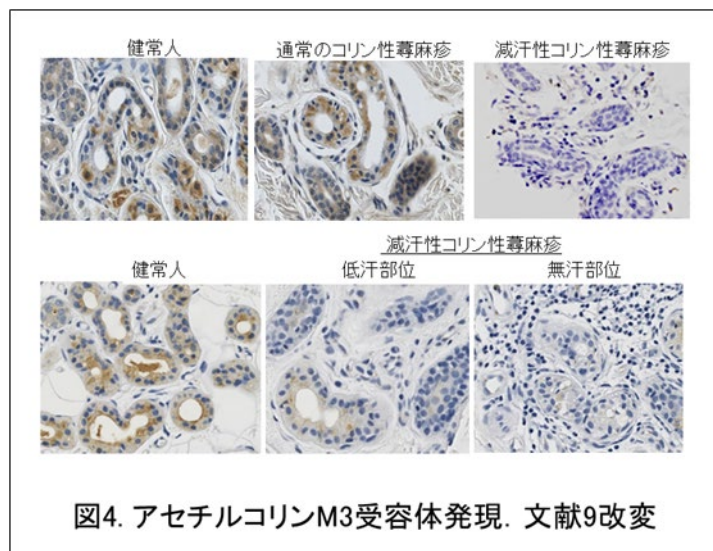 健常人
通常のコリン性蕁麻疹
減汗性コリン性蕁麻疹
減汗性コリン性蕁麻疹
健常人
低汗部位
無汗部位
図4. アセチルコリンM3受容体発現. 文献9改変